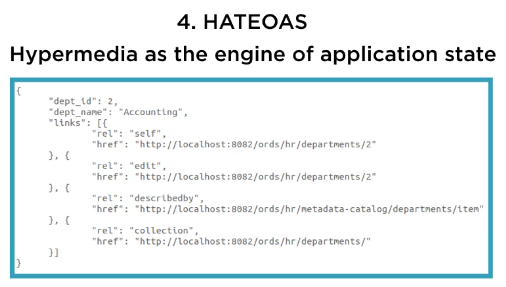 4. HATEOAS
Hypermedia as the engine of application state
{
"dept_id": 2,
"dept_name": "Accounting",
"links": [{
"rel": "self",
"href": "http://localhost:8082/ords/hr/departments/2"
}, {
"rel": "edit",
"href": "http://localhost:8082/ords/hr/departments/2"
}, {
"rel": "describedby",
"href": "http://localhost:8082/ords/hr/metadata-catalog/departments/item"
}, {
"rel": "collection",
"href": "http://localhost:8082/ords/hr/departments/"
}]
}